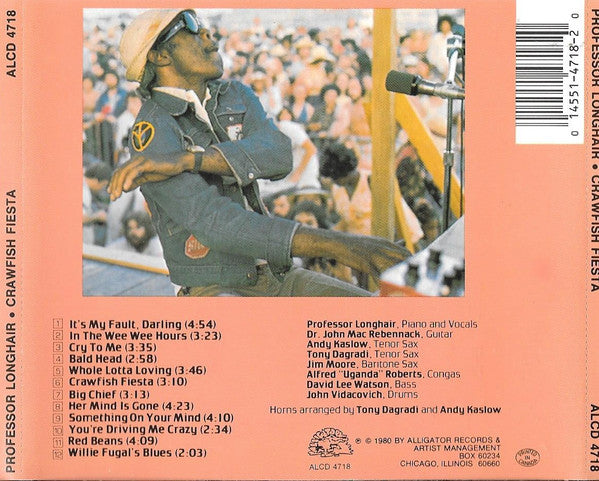 ALCD 4718
PROFESSOR LONGHAIR • CRAWFISH FIESTA
0 14551-4718-2 0
PROFESSOR LONGHAIR • CRAWFISH FIESTA
ALCD 4718
1 It's My Fault, Darling (4:54)
2 In The Wee Wee Hours (3:23)
3 Cry To Me (3:35)
4 Bald Head (2:58)
5 Whole Lotta Loving (3:46)
6 Crawfish Fiesta (3:10)
7 Big Chief (3:13)
8 Her Mind Is Gone (4:23)
9 Something On Your Mind (4:10)
10 You're Driving Me Crazy (2:34)
11 Red Beans (4:09)
12 Willie Fugal's Blues (2:03)
Professor Longhair, Piano and Vocals
Dr. John Mac Rebennack, Guitar
Andy Kaslow, Tenor Sax
Tony Dagradi, Tenor Sax
Jim Moore, Baritone Sax
Alfred "Uganda" Roberts, Congas
David Lee Watson, Bass
John Vidacovich, Drums
Horns arranged by Tony Dagradi and Andy Kaslow
ALCD 4718
℗ © 1980 BY ALLIGATOR RECORDS &
ARTIST MANAGEMENT
BOX 60234
CHICAGO, ILLINOIS 60660
PRINTED IN CANADA